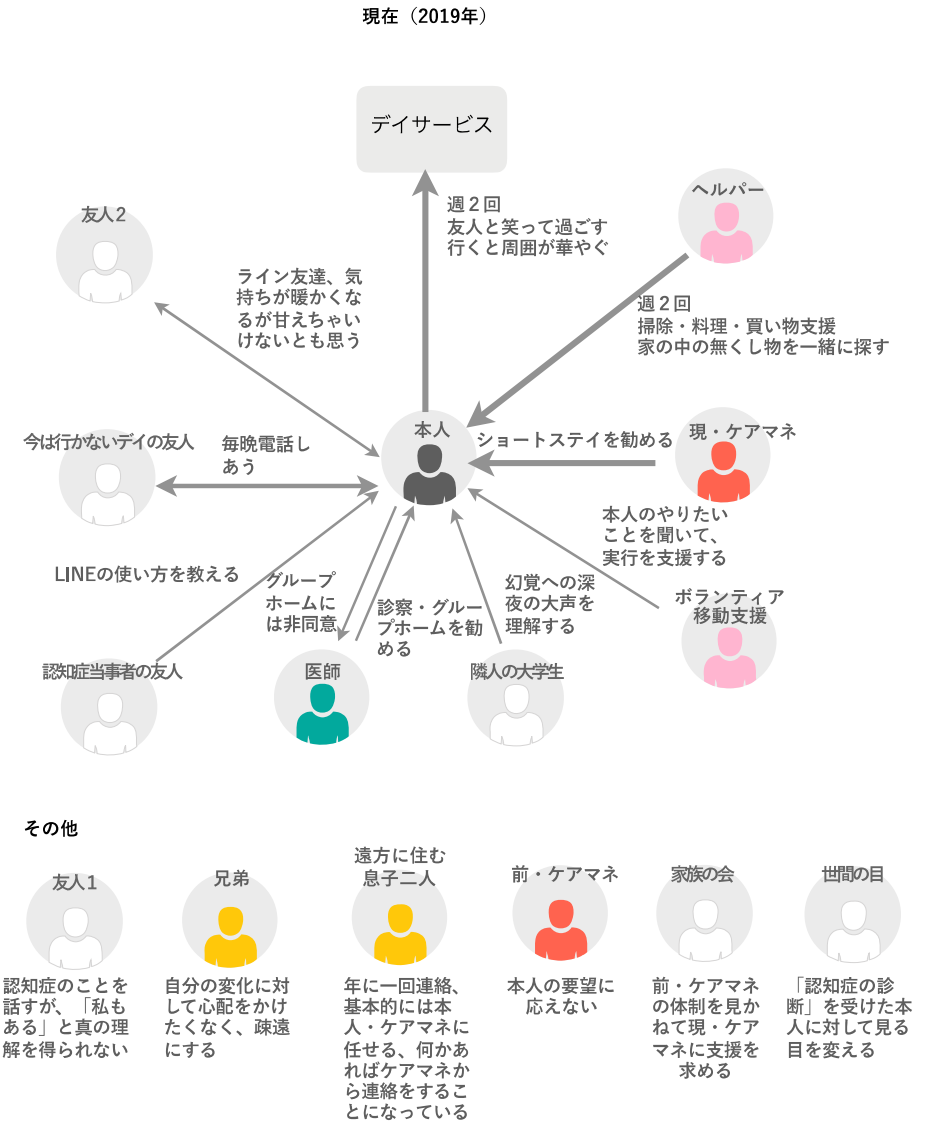 現在（2019年）
デイサービス
週２回
友人と笑って過ごす
行くと周囲が華やぐ
ヘルパー
週２回
掃除・料理・買い物支援
家の中の無くし物を一緒に探す
友人２
ライン友達、気
持ちが暖かくな
るが甘えちゃい
けないとも思う
本人
ショートステイを勧める
現・ケアマネ
今は行かないデイの友人
毎晩電話し
あう
本人のやりたい
ことを聞いて、
実行を支援する
ボランティア
移動支援
LINEの使い方を教える
認知症当事者の友人
グループ
ホームに
は非同意
診察・グルー
プホームを勧
める
医師
幻覚への深
夜の大声を
理解する
隣人の大学生
その他
友人１
認知症のことを
話すが、「私も
ある」と真の理
解を得られない
兄弟
自分の変化に対
して心配をかけ
たくなく、疎遠
にする
遠方に住む
息子二人
年に一回連絡、
基本的には本
人・ケアマネに
任せる、何かあ
ればケアマネか
ら連絡をするこ
とになっている
前・ケアマネ
本人の要望に
応えない
家族の会
前・ケアマネ
の体制を見か
ねて現・ケア
マネに支援を
求める
世間の目
「認知症の診
断」を受けた本
人に対して見る
目を変える